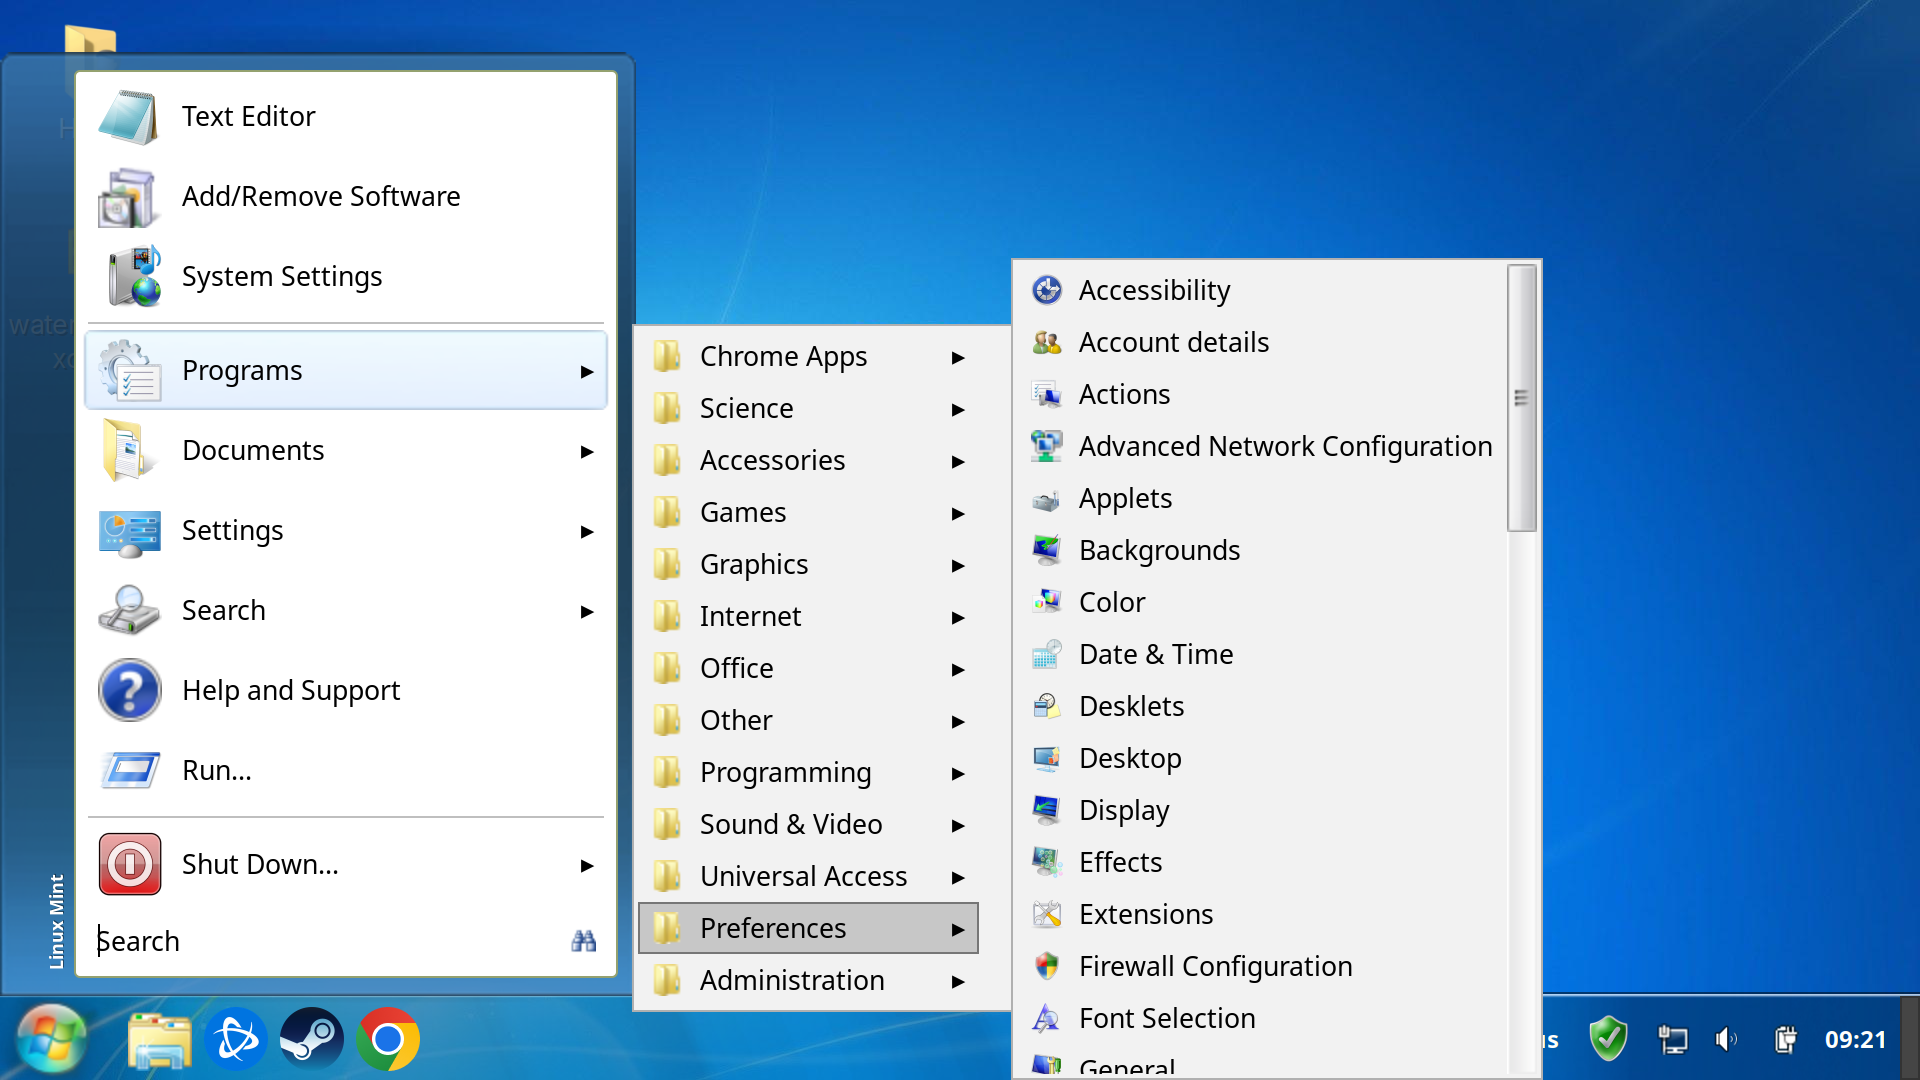 Text Editor
Add/Remove Software
System Settings
Programs
Documents
Settings
Search
Help and Support
Run...
Shut Down...
Search
Linux Mint
Chrome Apps
Science
Accessories
Games
Graphics
Internet
Office
Other
Programming
Sound & Video
Universal Access
Preferences
Administration
Accessibility
Account details
Actions
Advanced Network Configuration
Applets
Backgrounds
Color
Date & Time
Desklets
Desktop
Display
Effects
Extensions
Firewall Configuration
Font Selection
General
09:21